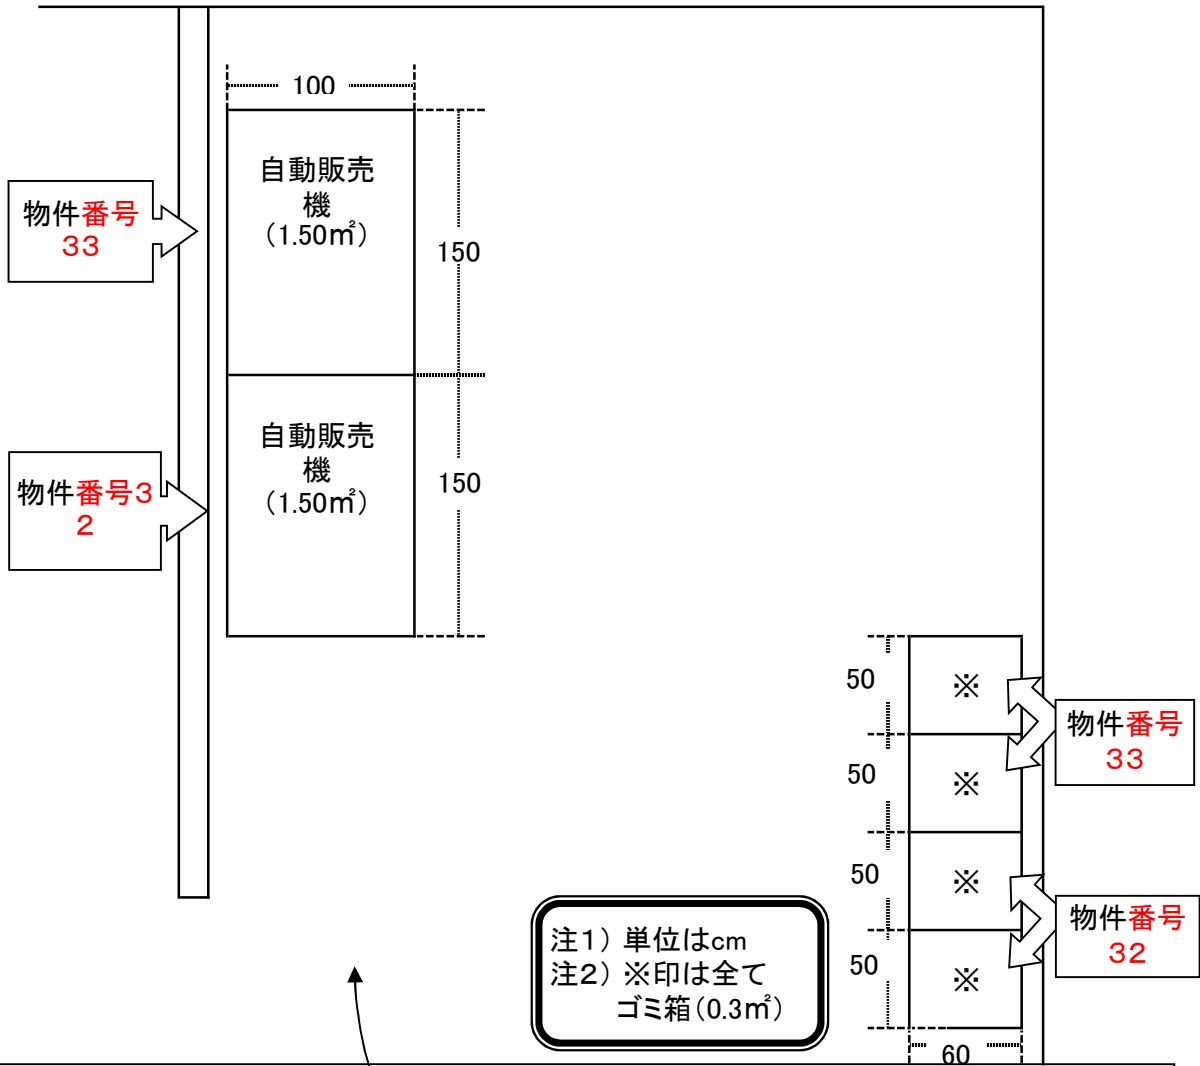 100
自動販売
機
（1.50㎡）
150
物件番号
33
自動販売
機
（1.50㎡）
150
物件番号3
2
50
※
物件番号
33
50
※
50
※
物件番号
32
50
※
60
注1）単位はcm
注2）※印は全て
ゴミ箱（0.3㎡）